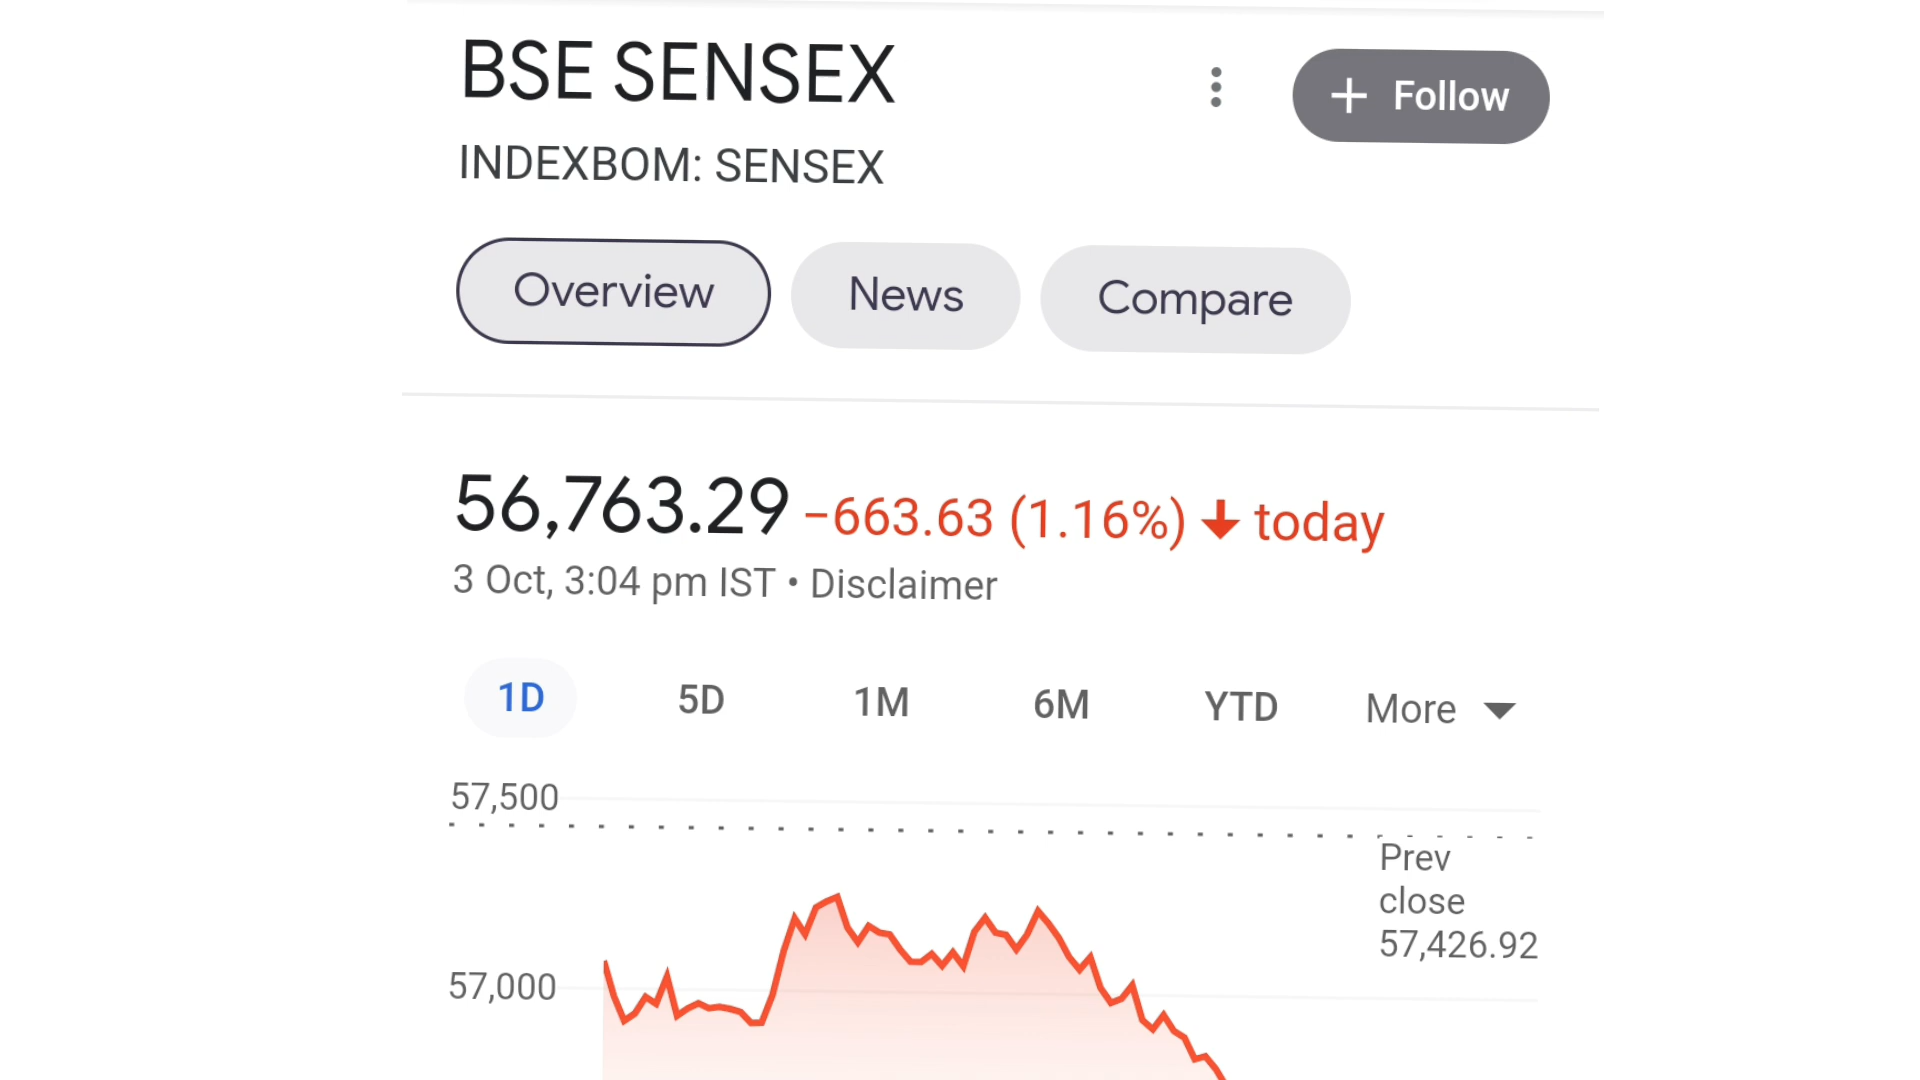 BSE SENSEX
+ Follow
INDEXBOM: SENSEX
Overview News Compare
56,763.29 −663.63 (1.16%) ↓ today
3 Oct, 3:04 pm IST • Disclaimer
1D 5D 1M 6M YTD More
57,500
Prev
close
57,426.92
57,000